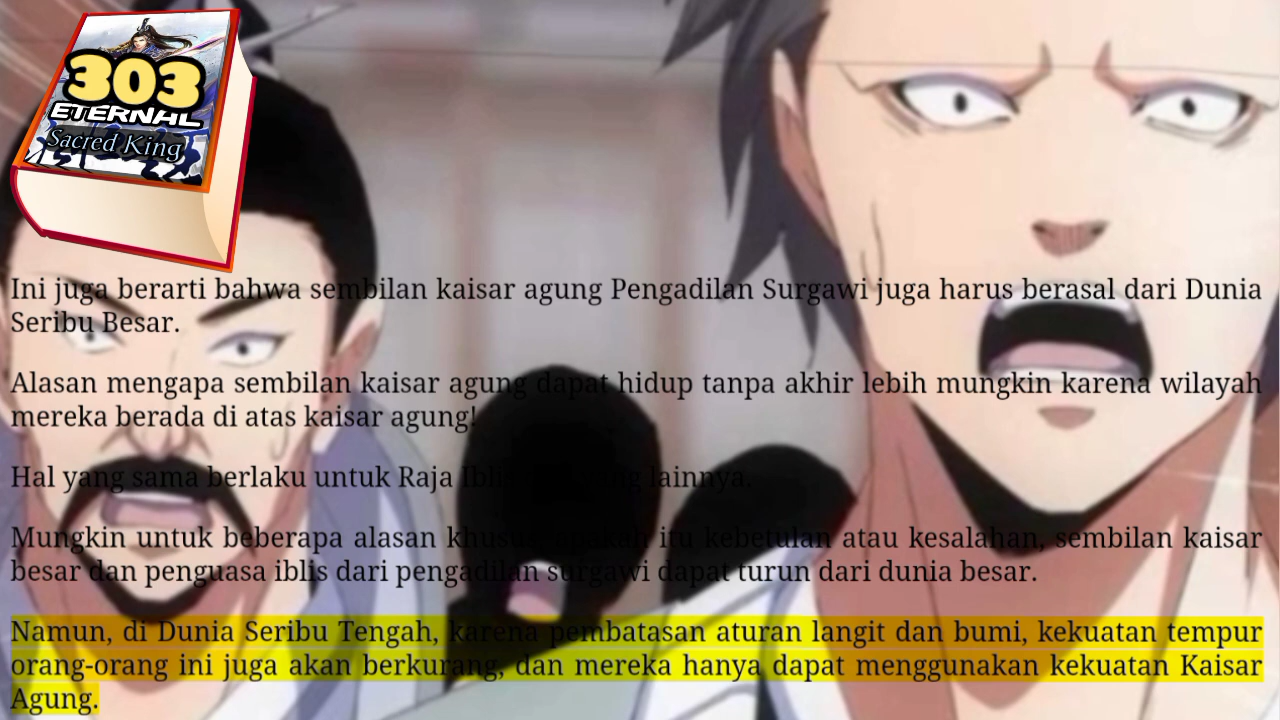 303
ETERNAL
Sacred King
Ini juga berarti bahwa sembilan kaisar agung Pengadilan Surgawi juga harus berasal dari Dunia
Seribu Besar.
Alasan mengapa sembilan kaisar agung dapat hidup tanpa akhir lebih mungkin karena wilayah
mereka berada di atas kaisar agung!
Hal yang sama berlaku untuk Raja Iblis dan yang lainnya.
Mungkin untuk beberapa alasan khusus, apakah itu kebetulan atau kesalahan, sembilan kaisar
besar dan penguasa iblis dari pengadilan surgawi dapat turun dari dunia besar.
Namun, di Dunia Seribu Tengah, karena pembatasan aturan langit dan bumi, kekuatan tempur
orang-orang ini juga akan berkurang, dan mereka hanya dapat menggunakan kekuatan Kaisar
Agung.